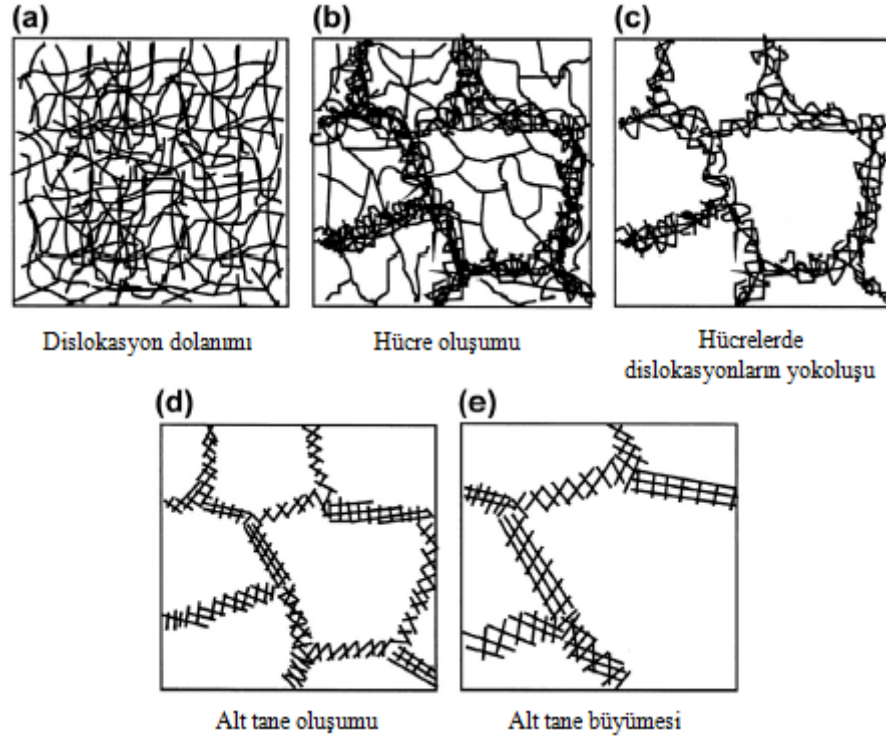 (a)
(b)
(c)
Dislokasyon dolanımı
Hücre oluşumu
Hücrelerde
dislokasyonların yokoluşu
(d)
(e)
Alt tane oluşumu
Alt tane büyümesi